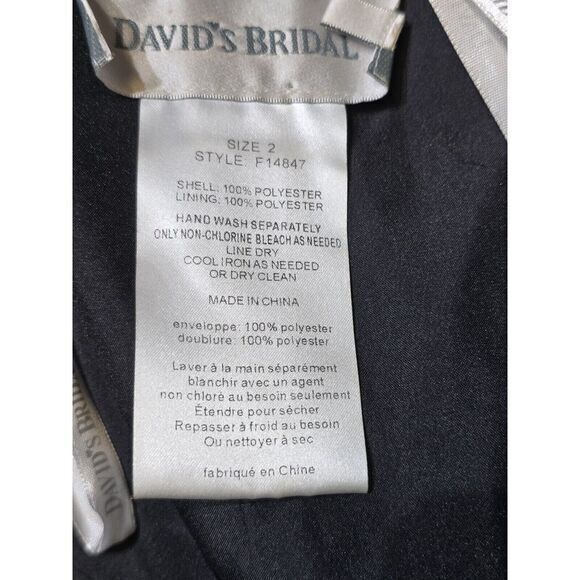 DAVID'S BRIDAL
SIZE 2
STYLE: F14847
SHELL: 100% POLYESTER
LINING: 100% POLYESTER
HAND WASH SEPARATELY
ONLY NON-CHLORINE BLEACH AS NEEDED
LINE DRY
COOL IRON AS NEEDED
OR DRY CLEAN
MADE IN CHINA
enveloppe: 100% polyester
doublure: 100% polyester
Laver à la main séparément
blanchir avec un agent
non chloré au besoin seulement
Étendre pour sécher
Repasser à froid au besoin
Ou nettoyer à sec
fabriqué en Chine
DAVID'S BRID